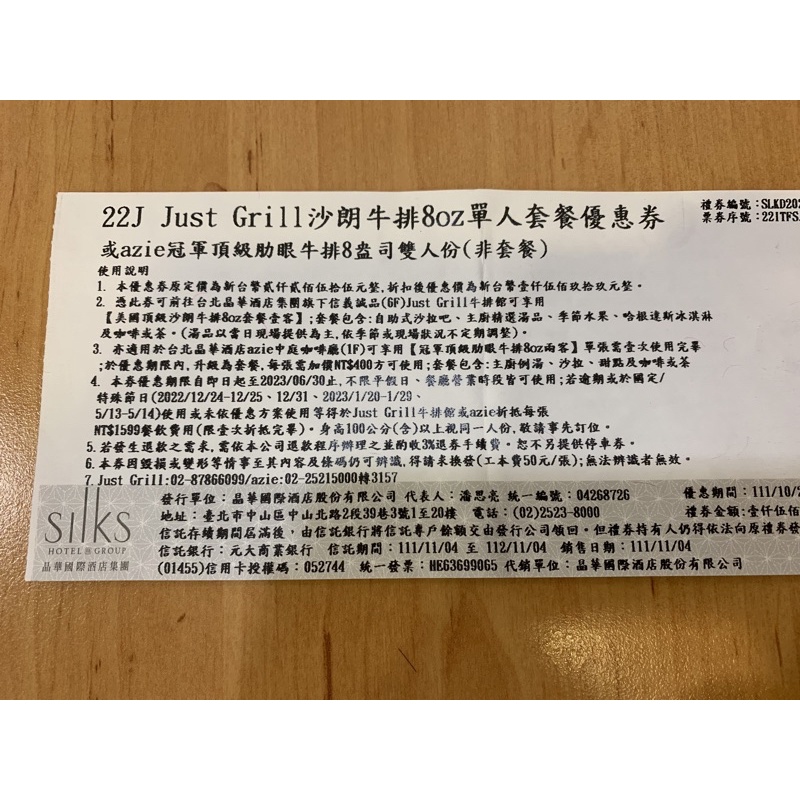 22J Just Grill沙朗牛排8oz單人套餐優惠券
或azie冠軍頂級肋眼牛排8盎司雙人份(非套餐)
禮券編號：SLKD202
票券序號：221TFS
使用說明
1. 本優惠券原定價為新台幣貳仟貳佰伍拾伍元整,折扣後優惠價為新台幣壹仟伍佰玖拾玖元整。
2. 憑此券可前往台北晶華酒店集團旗下信義誠品(6F)Just Grill牛排館可享用
【美國頂級沙朗牛排8oz套餐壹客】;套餐包含:自助式沙拉吧、主廚精選湯品、季節水果、哈根達斯冰淇淋
及咖啡或茶。(湯品以當日現場提供為主,依季節或現場狀況不定期調整)。
3. 亦適用於台北晶華酒店azie中庭咖啡廳(1F)可享用【冠軍頂級肋眼牛排8oz兩客】單張需壹次使用完畢
;於優惠期限內,升級為套餐,每張需加價NT$400方可使用;套餐包含:主廚例湯、沙拉、甜點及咖啡或茶
4. 本券優惠期限自即日起至2023/06/30止,不限平假日、餐廳營業時段皆可使用;若逾期或於國定/
特殊節日(2022/12/24-12/25、12/31、2023/1/20-1/29、
5/13-5/14)使用或未依優惠方案使用等得於Just Grill牛排館或azie折抵每張
NT$1599餐飲費用(限壹次折抵完畢)。身高100公分(含)以上視同一人份,敬請事先訂位。
5. 若發生退款之需求,需依本公司退款程序辦理之並酌收3%退券手續費。恕不另提供停車券。
6. 本券因毀損或變形等情事至其內容及條碼仍可辨識,得請求換發(工本費50元/張);無法辨識者無效。
7. Just Grill:02-87866099/azie:02-25215000轉3157
silks
HOTEL GROUP
晶華國際酒店集團
發行單位：晶華國際酒店股份有限公司 代表人：潘思亮 統一編號：04268726
優惠期間：111/10/2
地址：臺北市中山區中山北路2段39巷3號1至20樓 電話：(02)2523-8000
禮券金額:壹仟伍佰
信託存續期間屆滿後，由信託銀行將信託專戶餘額交由發行公司領回。但禮券持有人仍得依法向原禮券發
信託銀行：元大商業銀行 信託期間：111/11/04 至 112/11/04 銷售日期：111/11/04
(01455)信用卡授權碼：052744 統一發票：HE63699065 代銷單位：晶華國際酒店股份有限公司